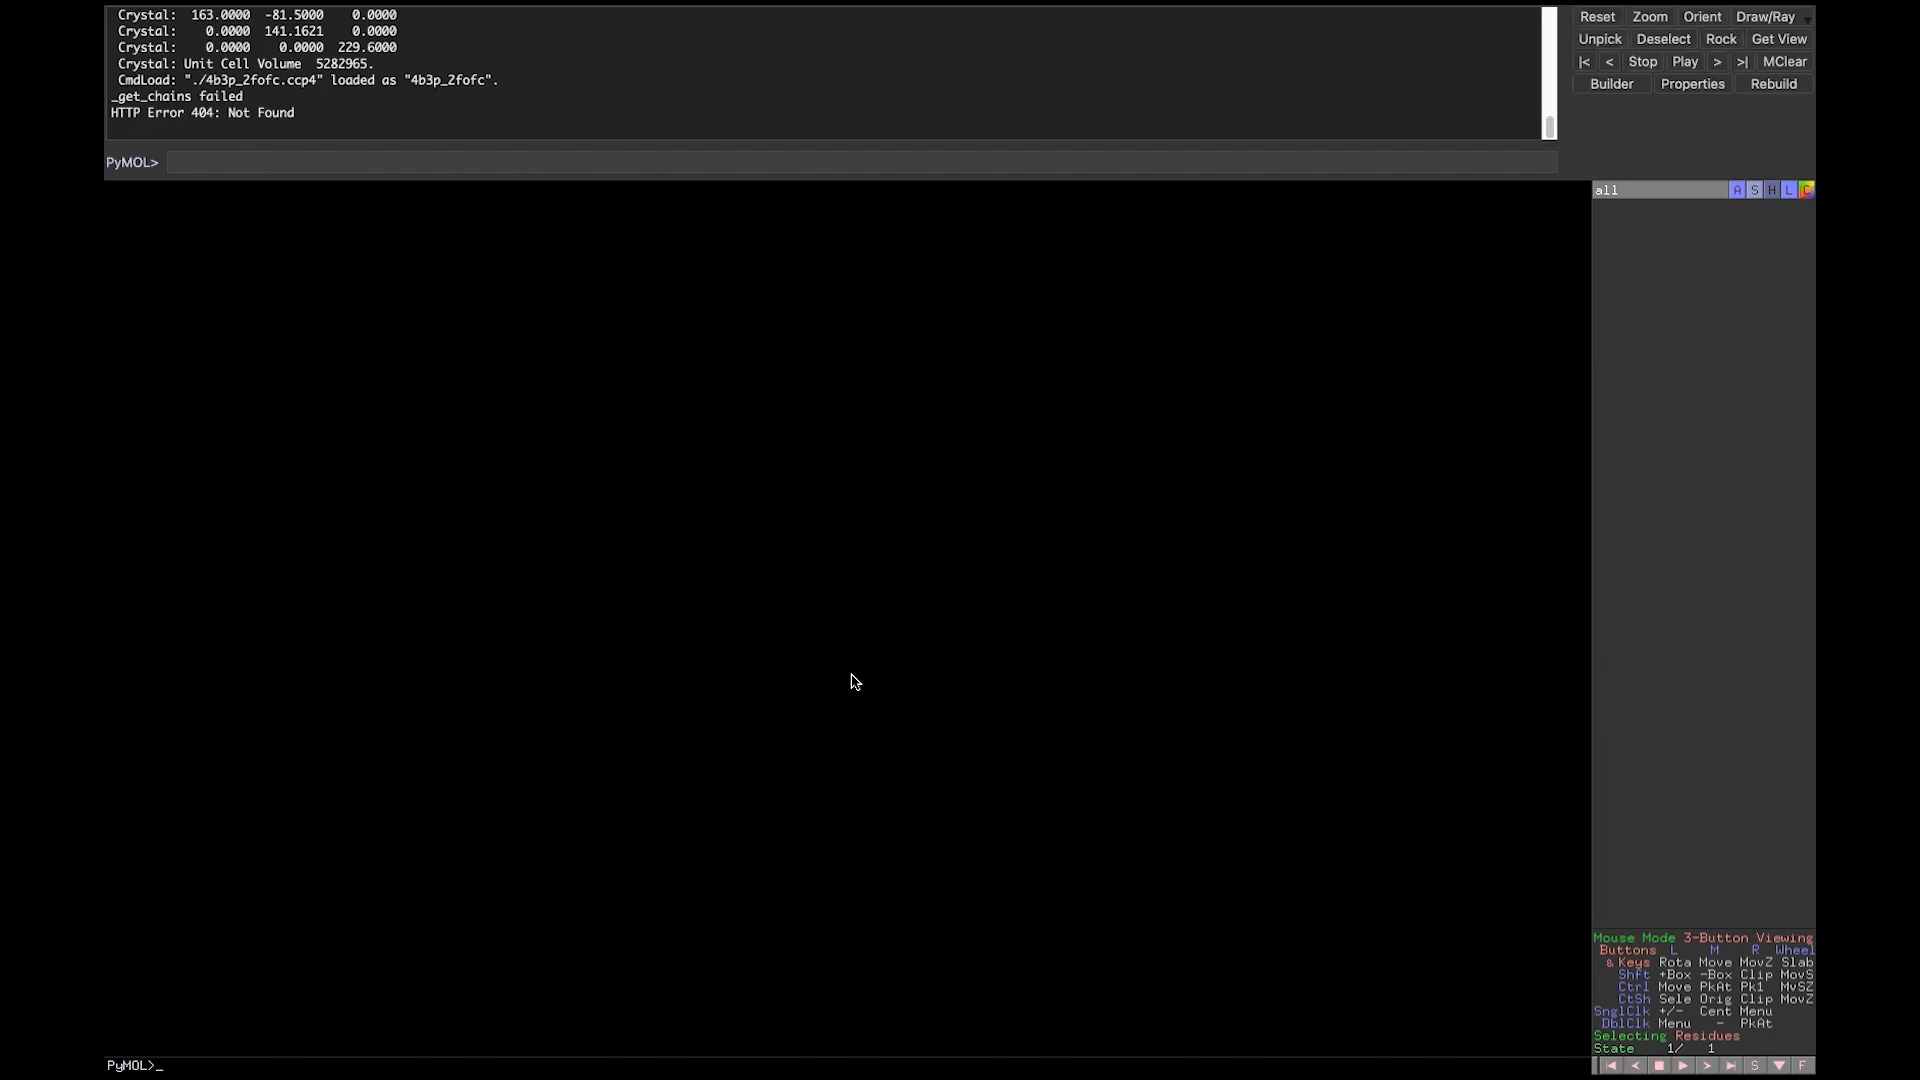 Crystal:  163.0000  -81.5000    0.0000
Crystal:    0.0000  141.1621    0.0000
Crystal:    0.0000    0.0000  229.6000
Crystal: Unit Cell Volume  5282965.
CmdLoad: "./4b3p_2fofc.ccp4" loaded as "4b3p_2fofc".
_get_chains failed
HTTP Error 404: Not Found
Reset Zoom Orient Draw/Ray
Unpick Deselect Rock Get View
|< < Stop Play > >| MClear
Builder Properties Rebuild
PyMOL>
all A S H L C
Mouse Mode 3-Button Viewing
Buttons L M R Wheel
& Keys Rota Move MovZ Slab
Shft +Box -Box Clip MovS
Ctrl Move PkAt Pk1 MvSZ
CtSh Sele Orig Clip MovZ
SnglClk +/- Cent Menu
DblClk Menu - PkAt
Selecting Residues
State 1/ 1
PyMOL>_
S F